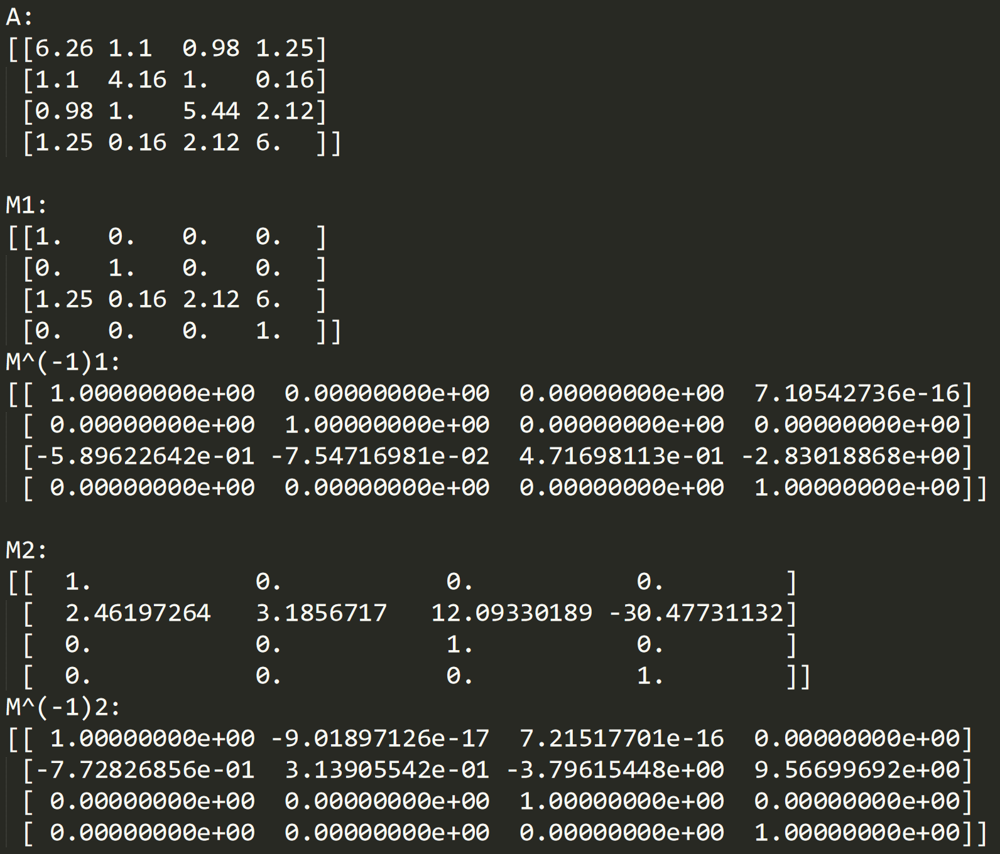 A:
[[6.26 1.1  0.98 1.25]
 [1.1  4.16 1.   0.16]
 [0.98 1.   5.44 2.12]
 [1.25 0.16 2.12 6.  ]]

M1:
[[1.   0.   0.   0.  ]
 [0.   1.   0.   0.  ]
 [1.25 0.16 2.12 6.  ]
 [0.   0.   0.   1.  ]]
M^(-1)1:
[[ 1.00000000e+00  0.00000000e+00  0.00000000e+00  7.10542736e-16]
 [ 0.00000000e+00  1.00000000e+00  0.00000000e+00  0.00000000e+00]
 [-5.89622642e-01 -7.54716981e-02  4.71698113e-01 -2.83018868e+00]
 [ 0.00000000e+00  0.00000000e+00  0.00000000e+00  1.00000000e+00]]

M2:
[[  1.           0.           0.           0.        ]
 [  2.46197264   3.1856717   12.09330189 -30.47731132]
 [  0.           0.           1.           0.        ]
 [  0.           0.           0.           1.        ]]
M^(-1)2:
[[ 1.00000000e+00 -9.01897126e-17  7.21517701e-16  0.00000000e+00]
 [-7.72826856e-01  3.13905542e-01 -3.79615448e+00  9.56699692e+00]
 [ 0.00000000e+00  0.00000000e+00  1.00000000e+00  0.00000000e+00]
 [ 0.00000000e+00  0.00000000e+00  0.00000000e+00  1.00000000e+00]]